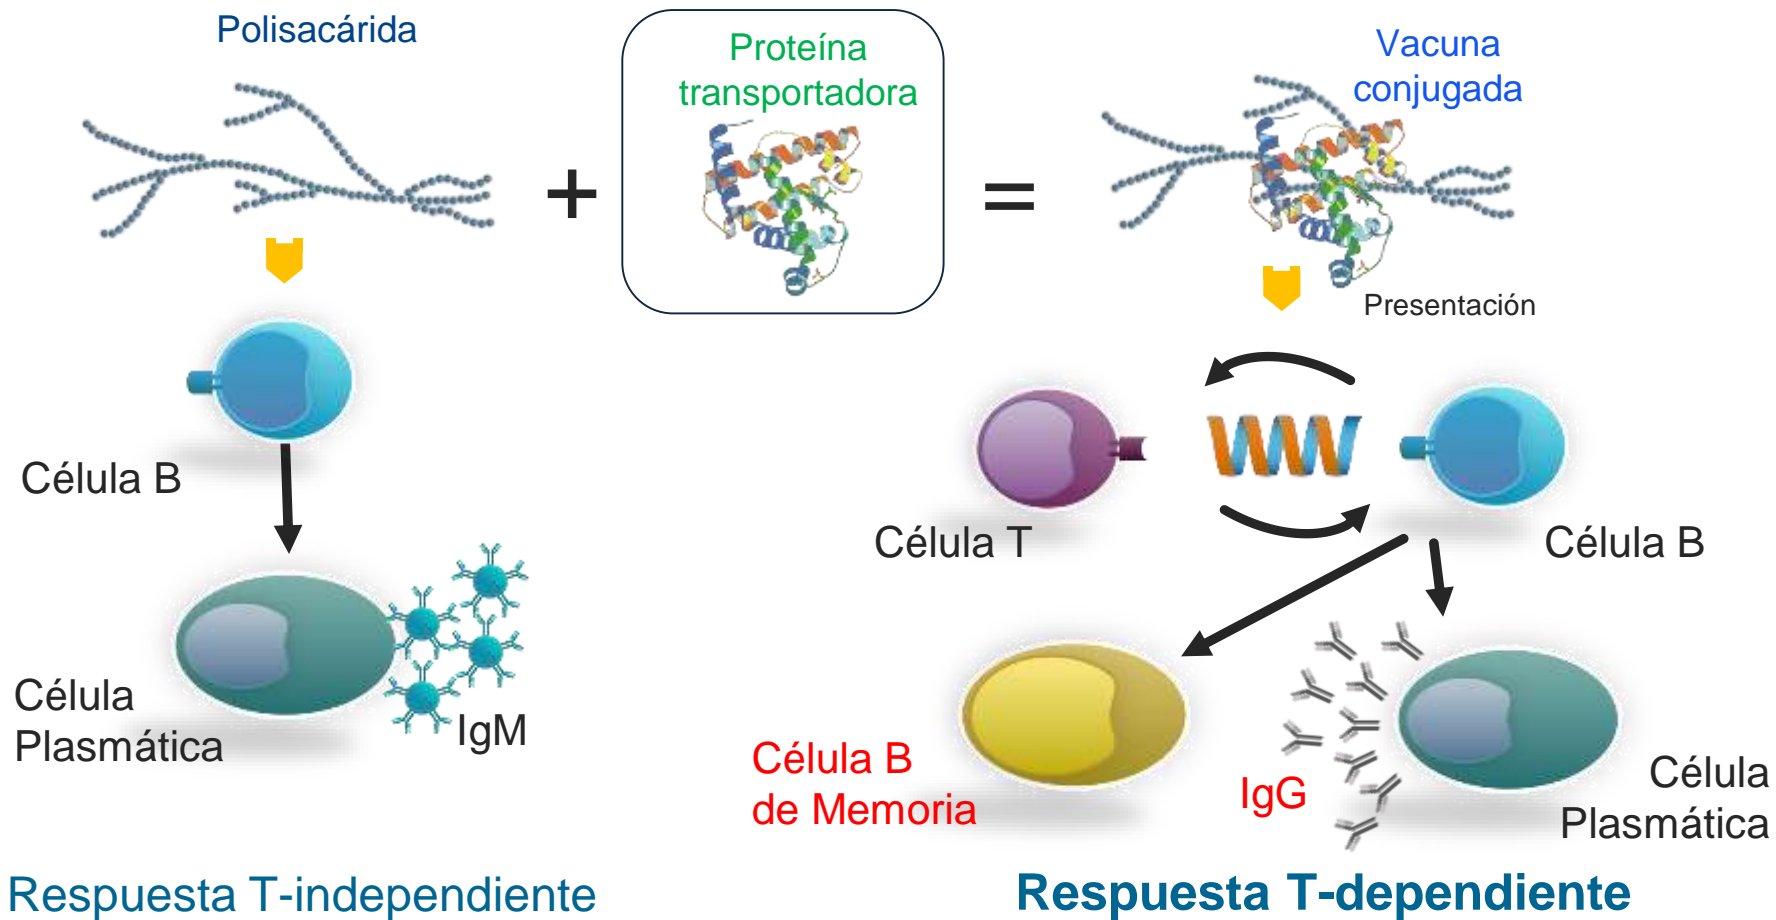 Polisacárida
Proteína
transportadora
Vacuna
conjugada
+
=
Presentación
Célula B
Célula T
Célula B
Célula
Plasmática
IgM
Célula B
de Memoria
IgG
Célula
Plasmática
Respuesta T-independiente
Respuesta T-dependiente